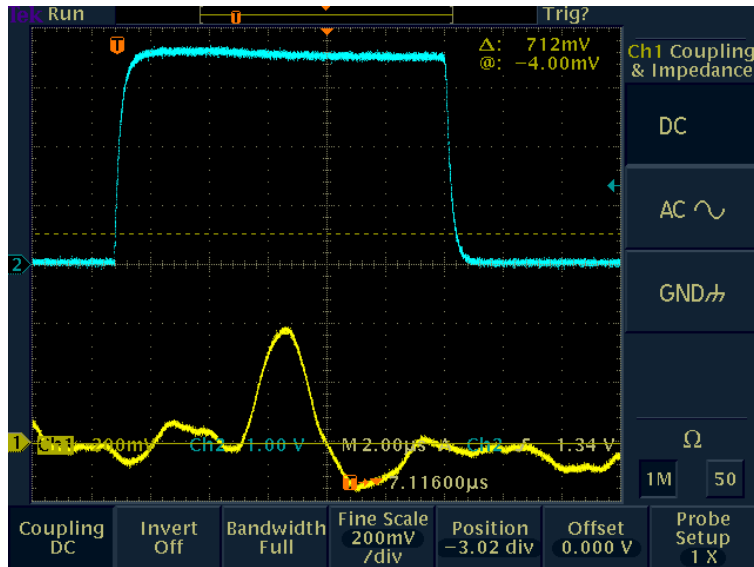 Tek Run Trig?
T
T
Δ: 712mV
@: −4.00mV
Ch1 Coupling
& Impedance
DC
AC
GND
2
1
Ch1 200mV Ch2 1.00 V M 2.00µs A Ch2 1.34 V
7.11600µs
Ω
1M 50
Coupling
DC
Invert
Off
Bandwidth
Full
Fine Scale
200mV
/div
Position
−3.02 div
Offset
0.000 V
Probe
Setup
1 X